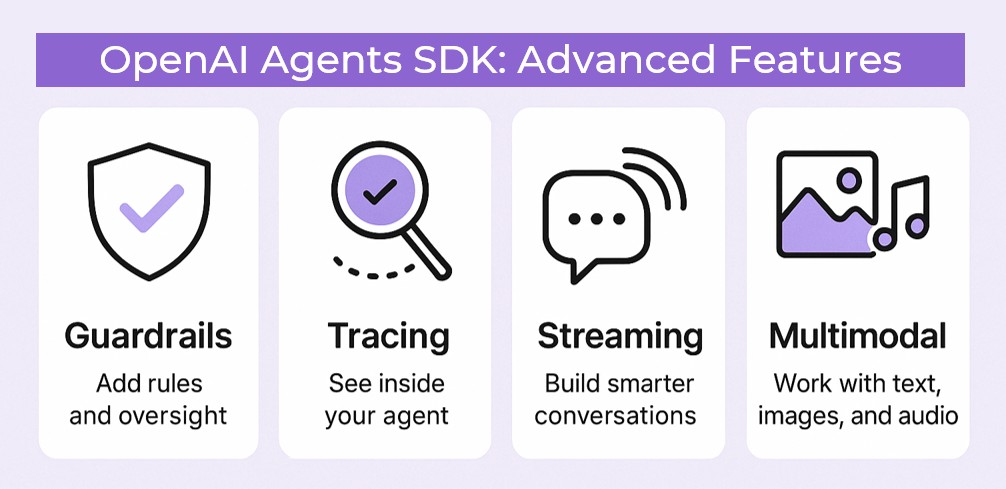 OpenAI Agents SDK: Advanced Features
Guardrails
Add rules
and oversight
Tracing
See inside
your agent
Streaming
Build smarter
conversations
Multimodal
Work with text,
images, and audio